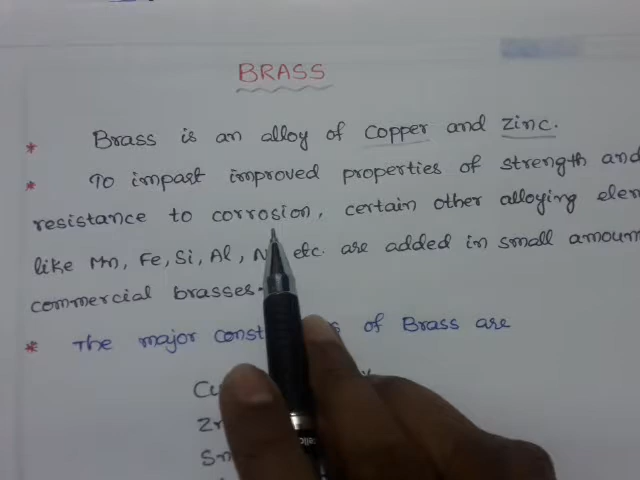 BRASS
* Brass is an alloy of copper and zinc.
* To impart improved properties of strength and
resistance to corrosion, certain other alloying
like Mn, Fe, Si, Al, etc. are added in small
commercial brasses.
* The major of Brass are